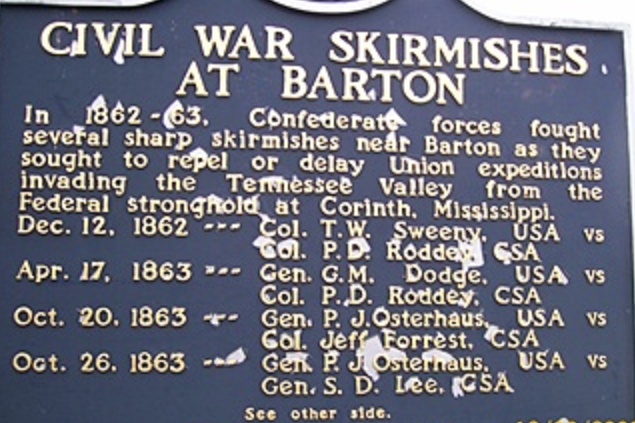 CIVIL WAR SKIRMISHES
AT BARTON
In 1862-63, Confederate forces fought
several sharp skirmishes near Barton as they
sought to repel or delay Union expeditions
invading the Tennessee Valley from the
Federal stronghold at Corinth, Mississippi.
Dec. 12, 1862 --- Col. T.W. Sweeny, USA vs
Col. P.D. Roddey, CSA
Apr. 17, 1863 --- Gen. G.M. Dodge, USA vs
Col. P.D. Roddey, CSA
Oct. 20, 1863 --- Gen. P. J. Osterhaus, USA vs
Col. Jeff Forrest, CSA
Oct. 26, 1863 --- Gen. P. J. Osterhaus, USA vs
Gen. S. D. Lee, CSA
See other side.